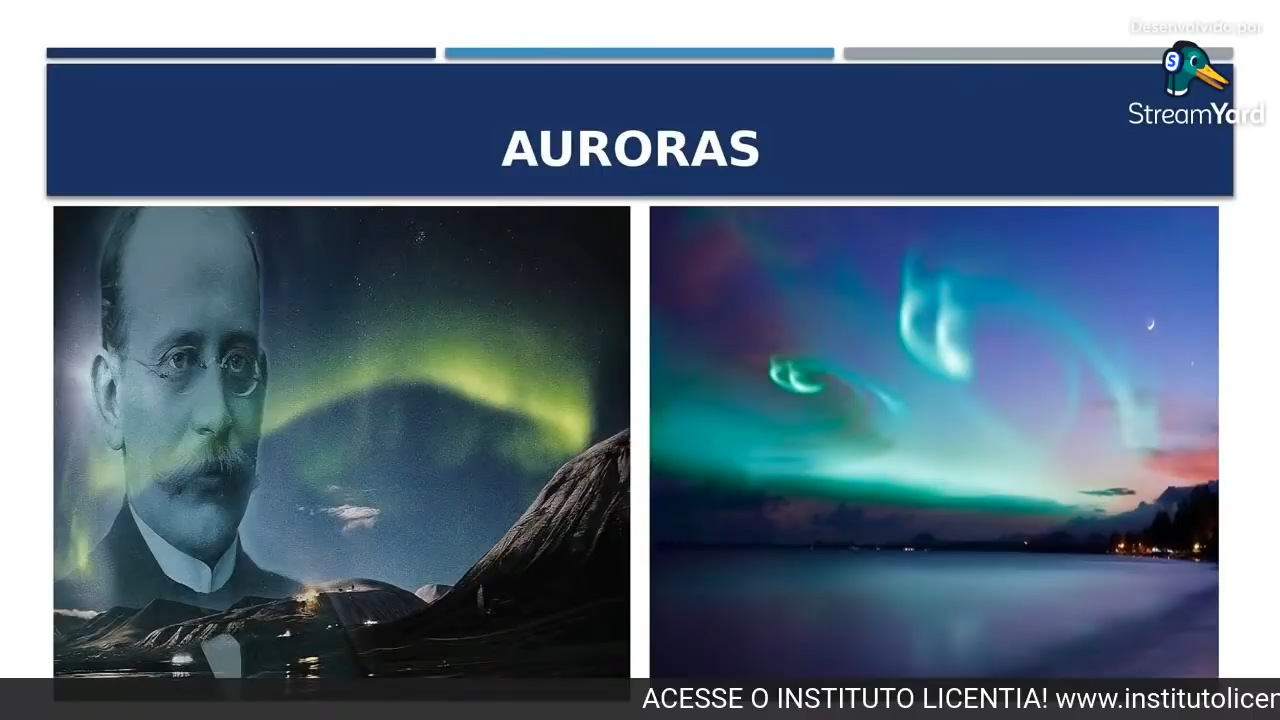 Desenvolvido por
S
StreamYard
AURORAS
ACESSE O INSTITUTO LICENTIA! www.institutolicen